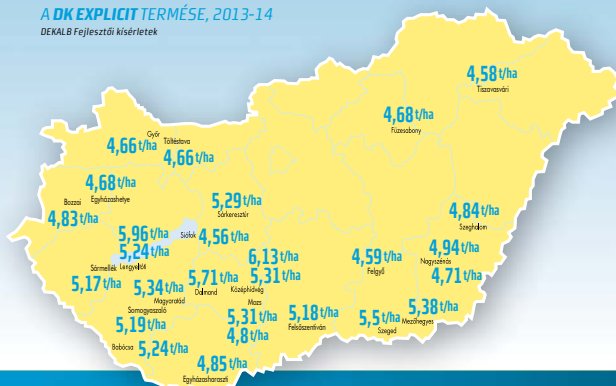 A DK EXPLICIT TERMÉSE, 2013-14
DEKALB Fejlesztői kísérletek
4,58 t/ha
Tiszavasvári
4,68 t/ha
Füzesabony
Győr
4,66 t/ha
Töltéstava
4,66 t/ha
4,68 t/ha
Egyházashetye
Bozzai
4,83 t/ha
5,29 t/ha
Sárkeresztér
4,84 t/ha
Szeghalom
5,96 t/ha
5,24 t/ha
Siófok
4,56 t/ha
Sármellék
Lengyeltóti
5,17 t/ha
5,34 t/ha
Magyaratád
5,71 t/ha
Dalmand
6,13 t/ha
5,31 t/ha
Középhídvég
4,59 t/ha
Felgyő
4,94 t/ha
Nagyszénás
4,71 t/ha
Somogyaszaló
5,19 t/ha
Mozs
5,31 t/ha
4,8 t/ha
5,18 t/ha
Felsőszentiván
5,5 t/ha
Szeged
5,38 t/ha
Mezőhegyes
Babócsa
5,24 t/ha
4,85 t/ha
Egyházasharaszti